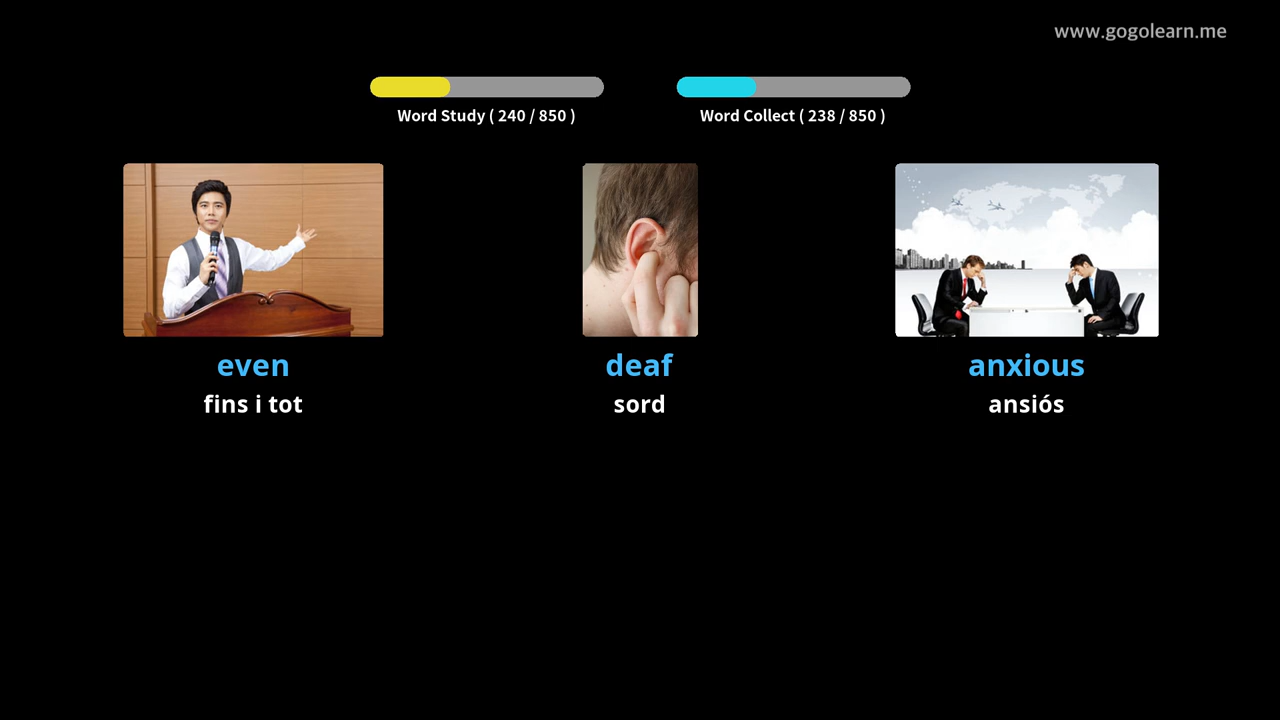 www.gogolearn.me
Word Study ( 240 / 850 )
Word Collect ( 238 / 850 )
even
deaf
anxious
fins i tot
sord
ansiós